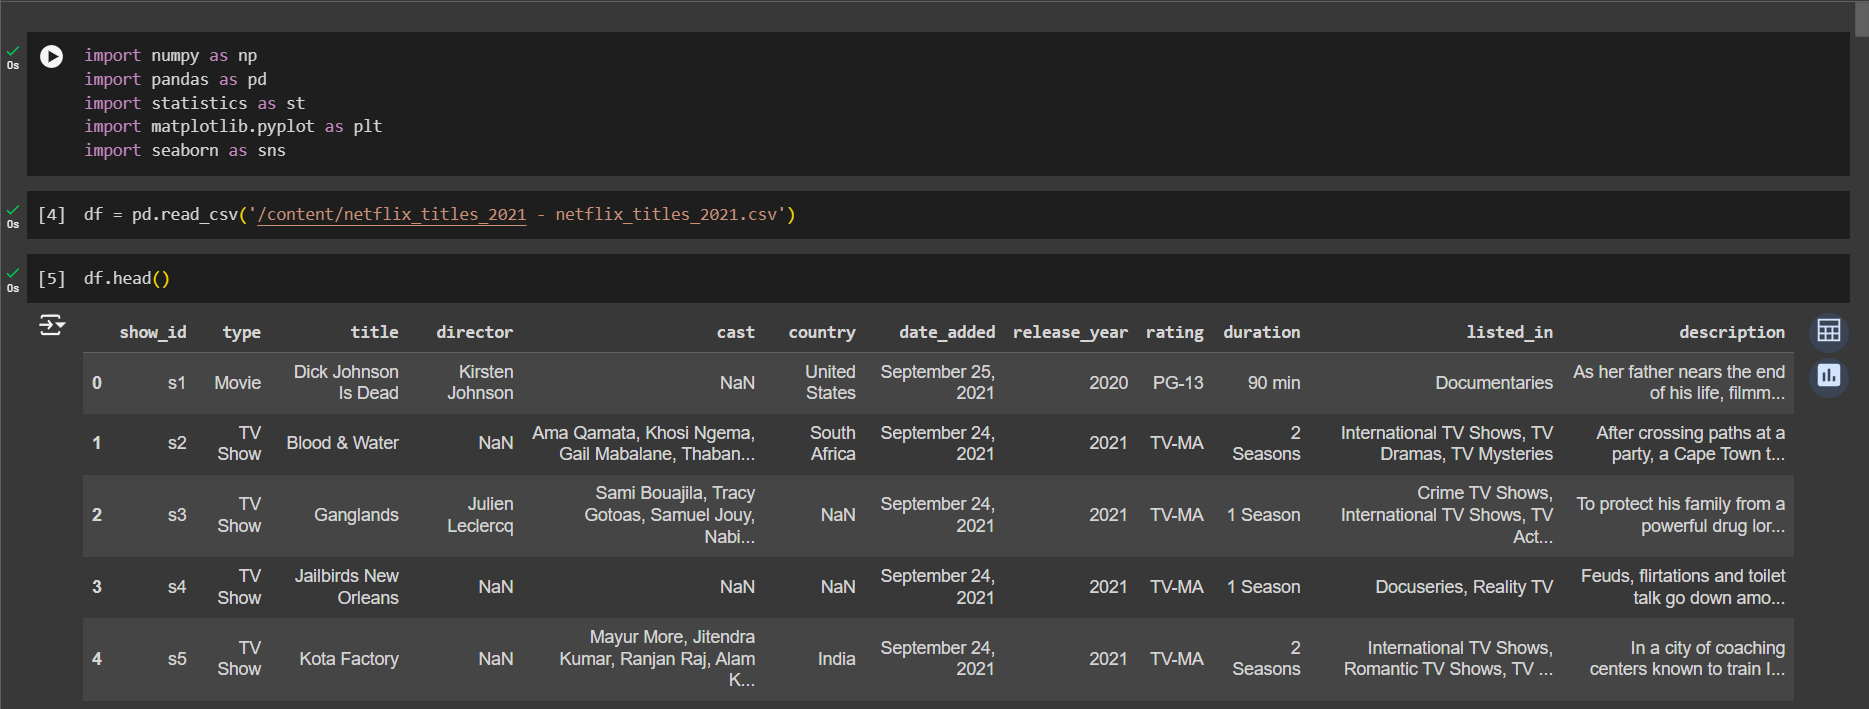 import numpy as np
0s
import pandas as pd
import statistics as st
import matplotlib.pyplot as plt
import seaborn as sns
[4] df = pd.read_csv('/content/netflix_titles_2021 - netflix_titles_2021.csv')
0s
[5] df.head()
0s
show_id type title director cast country date_added release_year rating duration listed_in description
0 s1 Movie Dick Johnson Is Dead Kirsten Johnson NaN United States September 25, 2021 2020 PG-13 90 min Documentaries As her father nears the end of his life, filmm...
1 s2 TV Show Blood & Water NaN Ama Qamata, Khosi Ngema, Gail Mabalane, Thaban... South Africa September 24, 2021 2021 TV-MA 2 Seasons International TV Shows, TV Dramas, TV Mysteries After crossing paths at a party, a Cape Town t...
2 s3 TV Show Ganglands Julien Leclercq Sami Bouajila, Tracy Gotoas, Samuel Jouy, Nabi... NaN September 24, 2021 2021 TV-MA 1 Season Crime TV Shows, International TV Shows, TV Act... To protect his family from a powerful drug lor...
3 s4 TV Show Jailbirds New Orleans NaN NaN NaN September 24, 2021 2021 TV-MA 1 Season Docuseries, Reality TV Feuds, flirtations and toilet talk go down amo...
4 s5 TV Show Kota Factory NaN Mayur More, Jitendra Kumar, Ranjan Raj, Alam K... India September 24, 2021 2021 TV-MA 2 Seasons International TV Shows, Romantic TV Shows, TV ... In a city of coaching centers known to train I...